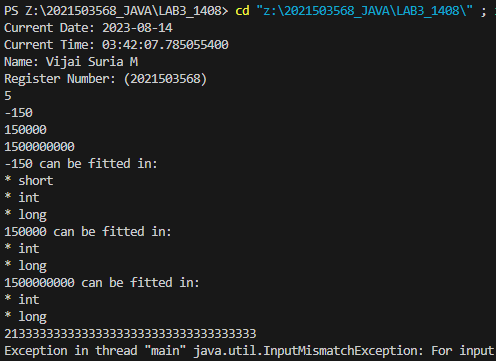 PS Z:\2021503568_JAVA\LAB3_1408> cd "z:\2021503568_JAVA\LAB3_1408\" ;
Current Date: 2023-08-14
Current Time: 03:42:07.785055400
Name: Vijai Suria M
Register Number: (2021503568)
5
-150
150000
1500000000
-150 can be fitted in:
* short
* int
* long
150000 can be fitted in:
* int
* long
1500000000 can be fitted in:
* int
* long
213333333333333333333333333333333333
Exception in thread "main" java.util.InputMismatchException: For input